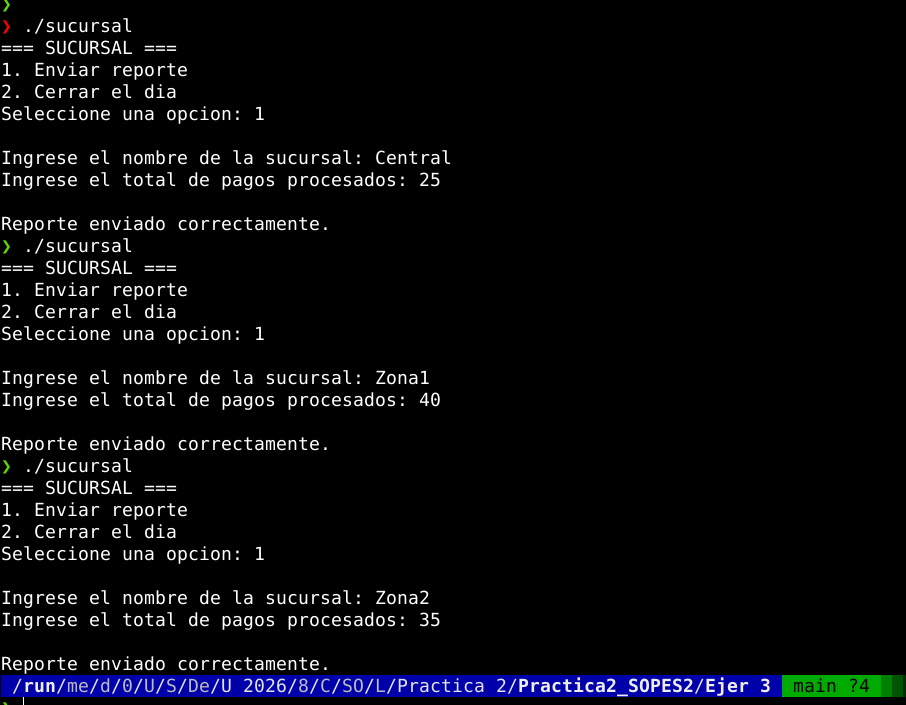 ❯
❯ ./sucursal
=== SUCURSAL ===
1. Enviar reporte
2. Cerrar el dia
Seleccione una opcion: 1
Ingrese el nombre de la sucursal: Central
Ingrese el total de pagos procesados: 25
Reporte enviado correctamente.
❯ ./sucursal
=== SUCURSAL ===
1. Enviar reporte
2. Cerrar el dia
Seleccione una opcion: 1
Ingrese el nombre de la sucursal: Zona1
Ingrese el total de pagos procesados: 40
Reporte enviado correctamente.
❯ ./sucursal
=== SUCURSAL ===
1. Enviar reporte
2. Cerrar el dia
Seleccione una opcion: 1
Ingrese el nombre de la sucursal: Zona2
Ingrese el total de pagos procesados: 35
Reporte enviado correctamente.
/run/me/d/0/U/S/De/U 2026/8/C/SO/L/Practica 2/Practica2_SOPES2/Ejer 3 main ?4